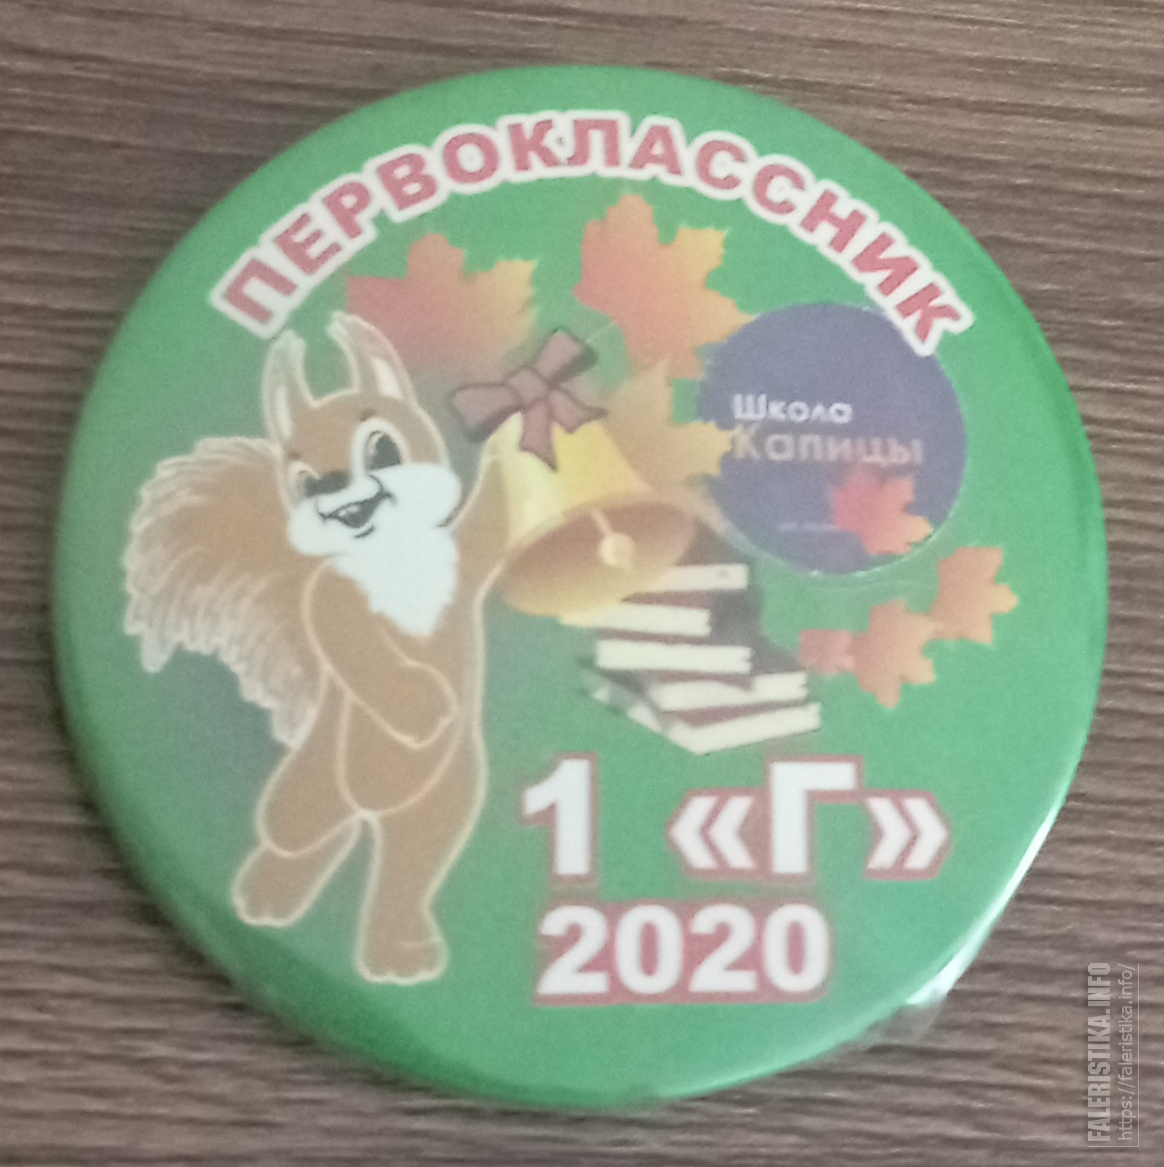 ПЕРВОКЛАССНИК
Школа
Капицы
1 «Г»
2020
FALERISTIKA.INFO
https://faleristika.info/